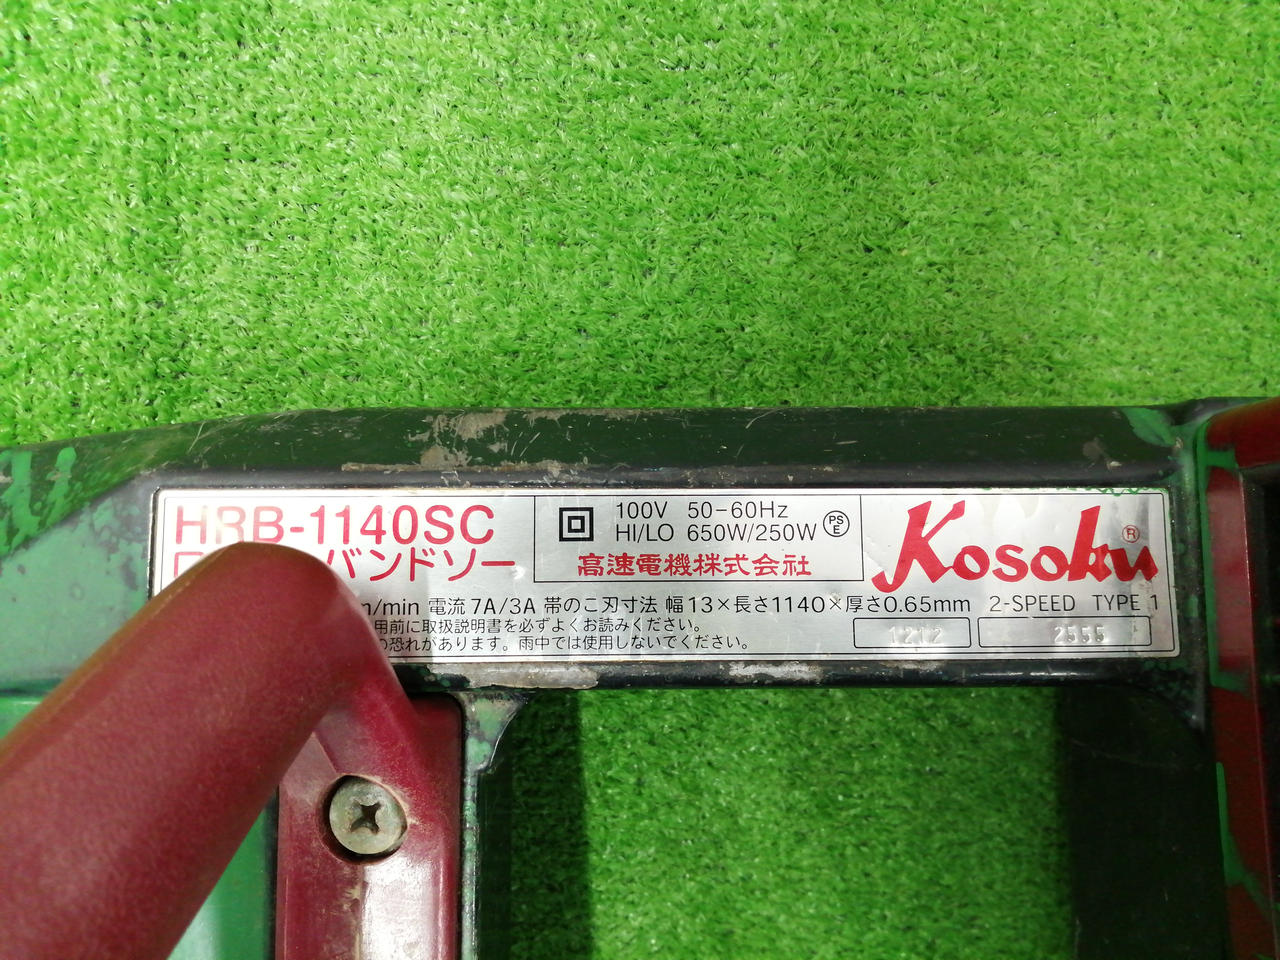 HRB-1140SC
バンドソー
100V 50-60Hz
HI/LO 650W/250W
PS
E
高速電機株式会社
Kosoku ®
/min 電流 7A/3A 帯のこ刃寸法 幅13×長さ1140×厚さ0.65mm 2-SPEED TYPE 1
用前に取扱説明書を必ずよくお読みください。
の恐れがあります。雨中では使用しないでください。
1212
2555